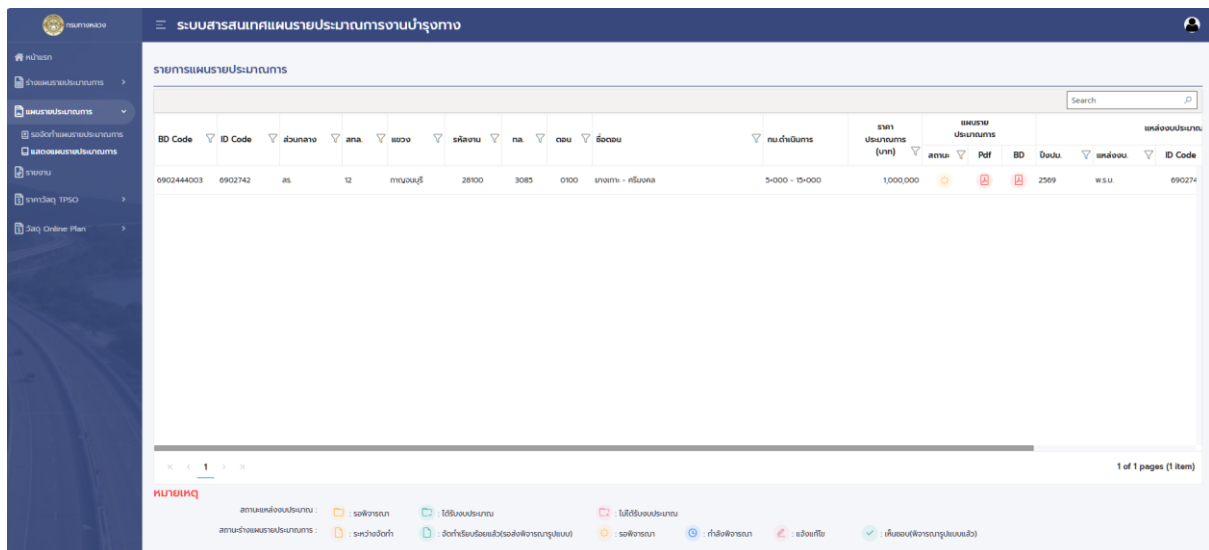 กรมทางหลวง
ระบบสารสนเทศแผนรายประมาณการงานบำรุงทาง
หน้าแรก
ร่างแผนรายประมาณการ
แผนรายประมาณการ
รอจัดทำแผนรายประมาณการ
แสดงแผนรายประมาณการ
รายงาน
ราคาวัสดุ TPSO
วัสดุ Online Plan
รายการแผนรายประมาณการ
Search
BD Code ID Code ส่วนกลาง สทล. แขวง รหัสงาน ทล. ตอน ชื่อตอน กม.ดำเนินการ ราคาประมาณการ (บาท) แผนรายประมาณการ แหล่งงบประมาณ
สถานะ Pdf BD ปีงปม. แหล่งงบ. ID Code
6902444003 6902742 สร. 12 กาญจนบุรี 28100 3085 0100 ยางเกาะ - ศรีมงคล 5+000 - 15+000 1,000,000 2569 พ.ร.บ. 690274
1
1 of 1 pages (1 item)
หมายเหตุ
สถานะแหล่งงบประมาณ : : รอพิจารณา : ได้รับงบประมาณ : ไม่ได้รับงบประมาณ
สถานะร่างแผนรายประมาณการ : : ระหว่างจัดทำ : จัดทำเรียบร้อยแล้ว(รอส่งพิจารณารูปแบบ) : รอพิจารณา : กำลังพิจารณา : แจ้งแก้ไข : เห็นชอบ(พิจารณารูปแบบแล้ว)